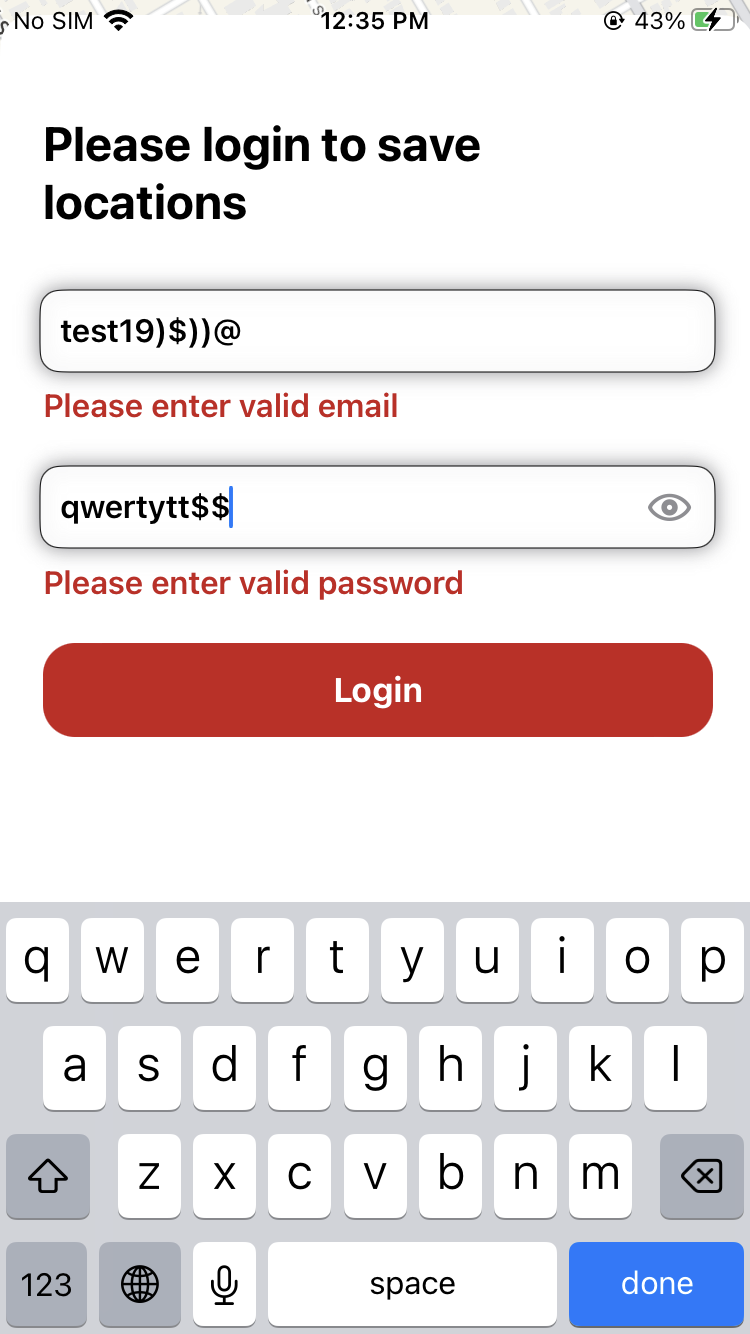 No SIM 12:35 PM 43%
Please login to save
locations
test19)$))@
Please enter valid email
qwertytt$$
Please enter valid password
Login
q w e r t y u i o p
a s d f g h j k l
z x c v b n m
123 space done